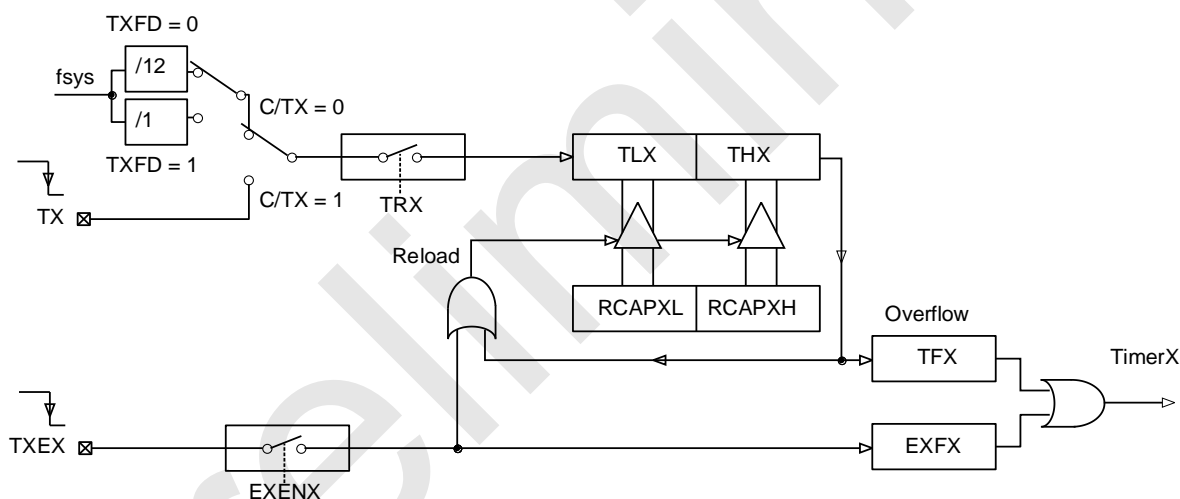 TXFD = 0
fsys
/12
/1
TXFD = 1
C/TX = 0
C/TX = 1
TX
TRX
TLX
THX
Reload
RCAPXL
RCAPXH
Overflow
TFX
TimerX
TXEX
EXENX
EXFX